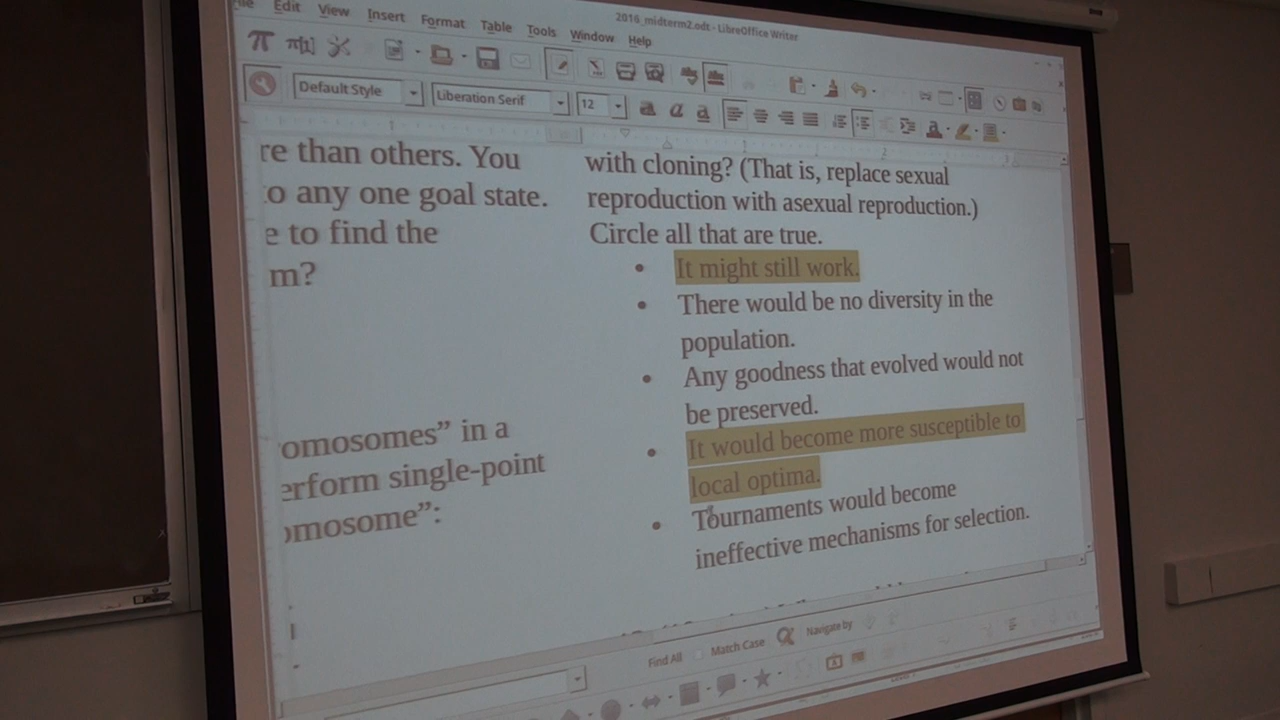 Edit View Insert Format Table Tools Window Help
2016_midterm2.odt - LibreOffice Writer
Default Style Liberation Serif 12
re than others. You
o any one goal state.
e to find the
m?
omosomes” in a
erform single-point
omosome”:
with cloning? (That is, replace sexual
reproduction with asexual reproduction.)
Circle all that are true.
• It might still work.
• There would be no diversity in the
population.
• Any goodness that evolved would not
be preserved.
• It would become more susceptible to
local optima.
• Tournaments would become
ineffective mechanisms for selection.
Find All Match Case Navigate by